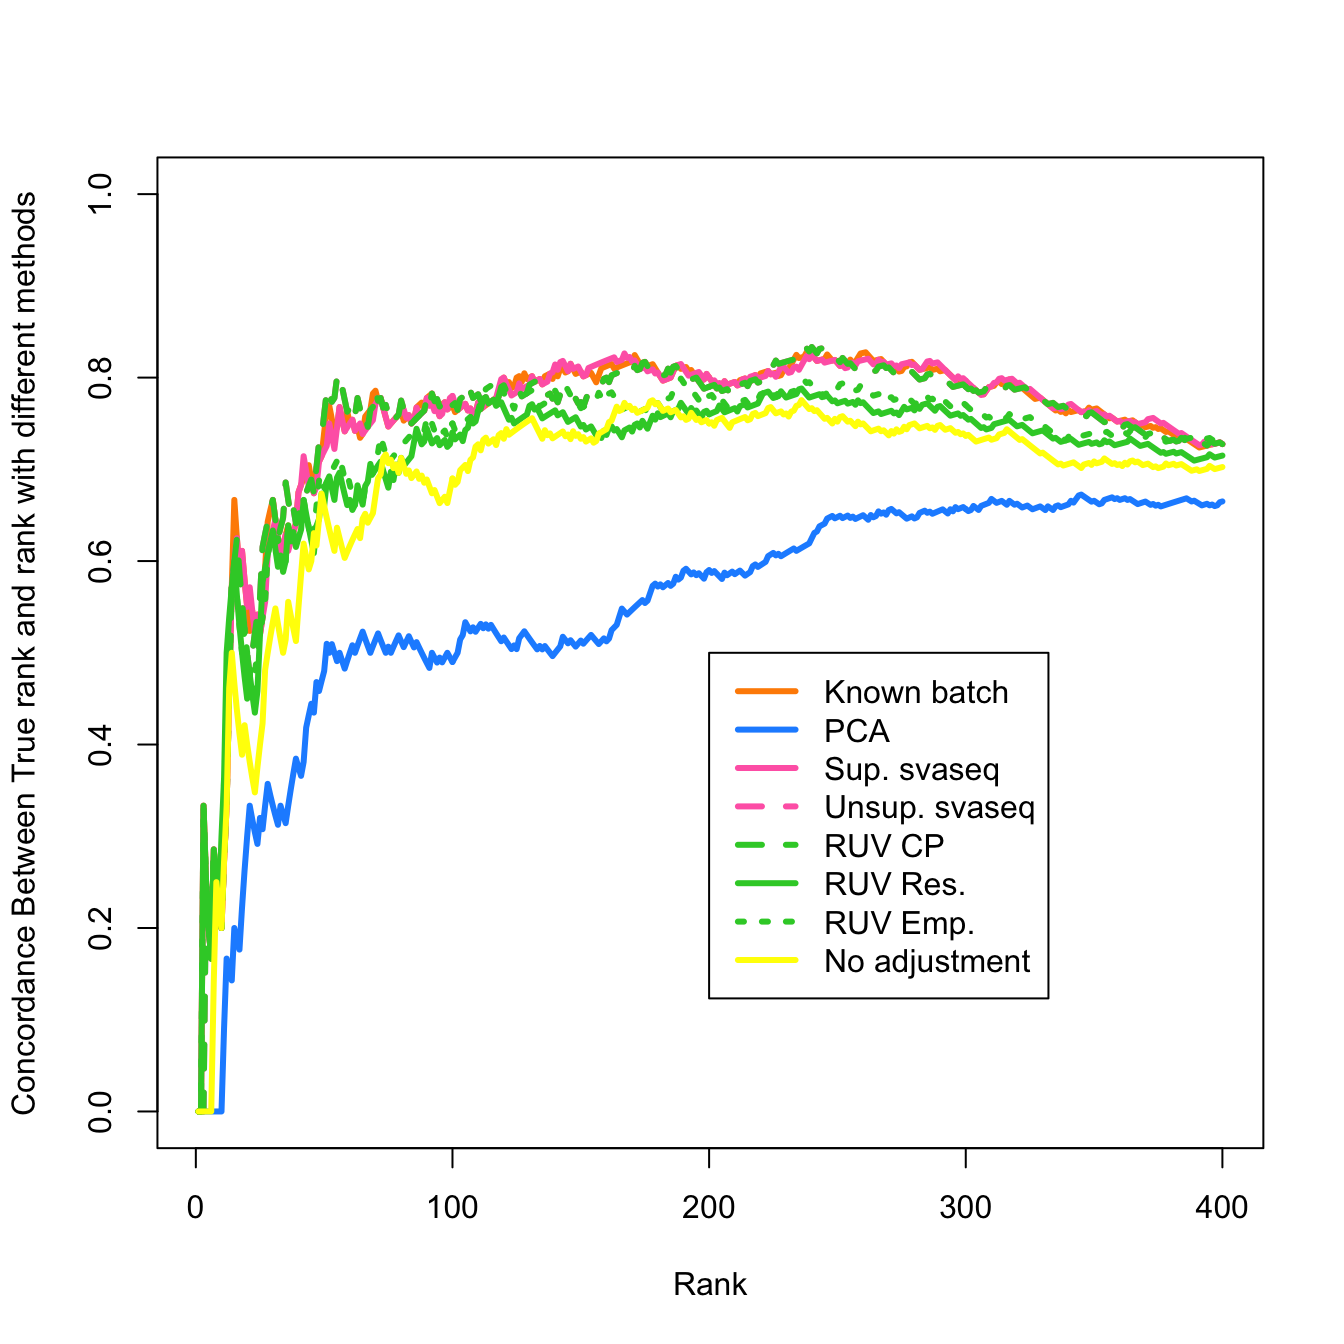 Concordance Between True rank and rank with different methods
1.0
0.8
0.6
0.4
0.2
0.0
Known batch
PCA
Sup. svaseq
Unsup. svaseq
RUV CP
RUV Res.
RUV Emp.
No adjustment
0 100 200 300 400
Rank